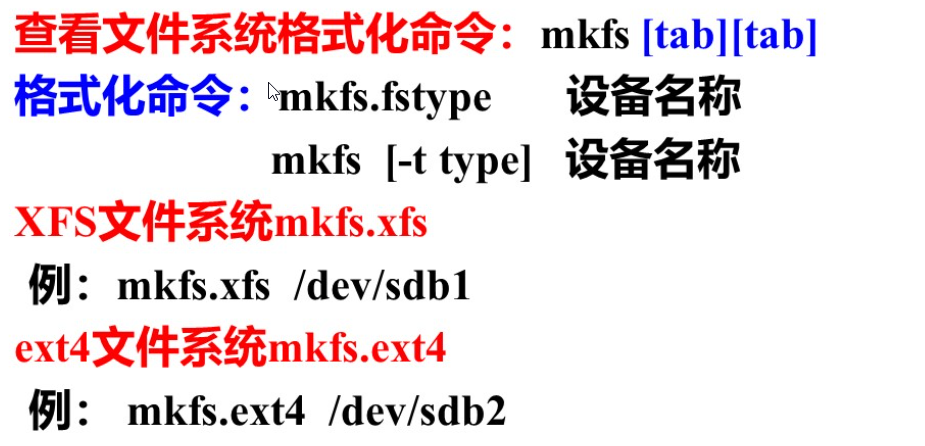 查看文件系统格式化命令：mkfs [tab][tab]
格式化命令：mkfs.fstype 设备名称
mkfs [-t type] 设备名称
XFS文件系统mkfs.xfs
例：mkfs.xfs /dev/sdb1
ext4文件系统mkfs.ext4
例： mkfs.ext4 /dev/sdb2